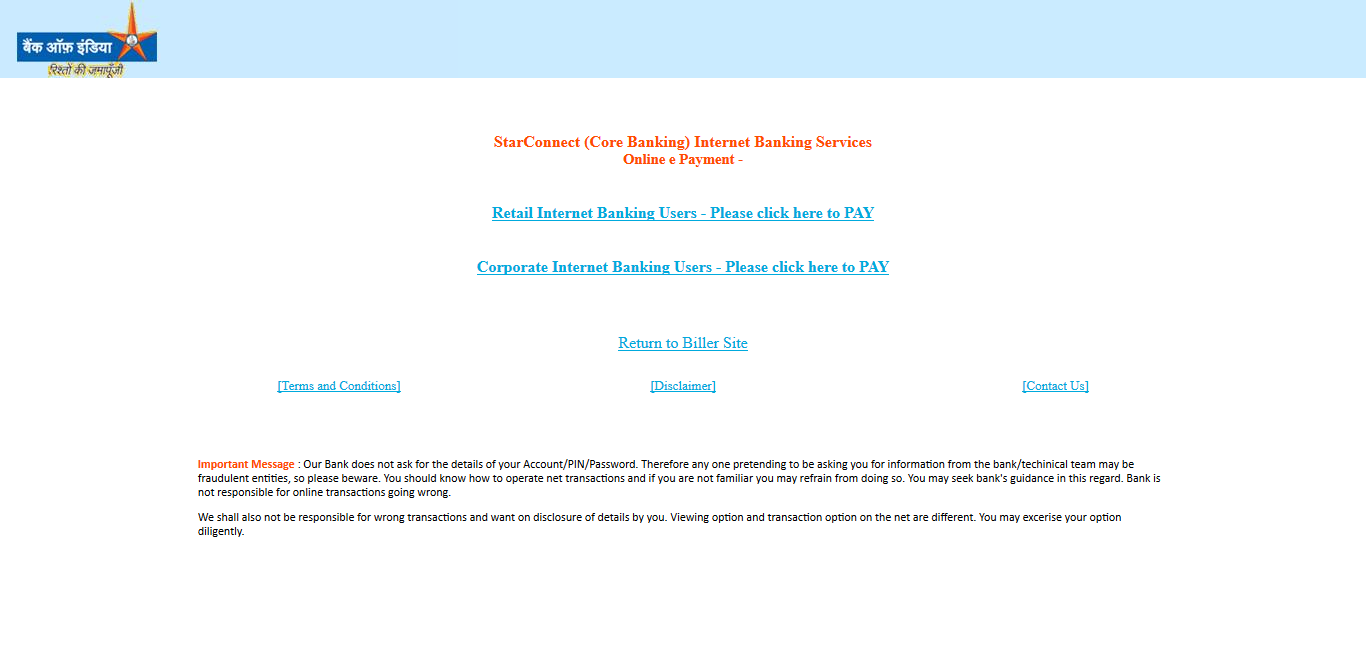 बैंक ऑफ़ इंडिया
रिश्तों की जमापूँजी
StarConnect (Core Banking) Internet Banking Services
Online e Payment -
Retail Internet Banking Users - Please click here to PAY
Corporate Internet Banking Users - Please click here to PAY
Return to Biller Site
[Terms and Conditions] [Disclaimer] [Contact Us]
Important Message : Our Bank does not ask for the details of your Account/PIN/Password. Therefore any one pretending to be asking you for information from the bank/techinical team may be
fraudulent entities, so please beware. You should know how to operate net transactions and if you are not familiar you may refrain from doing so. You may seek bank's guidance in this regard. Bank is
not responsible for online transactions going wrong.
We shall also not be responsible for wrong transactions and want on disclosure of details by you. Viewing option and transaction option on the net are different. You may excerise your option
diligently.